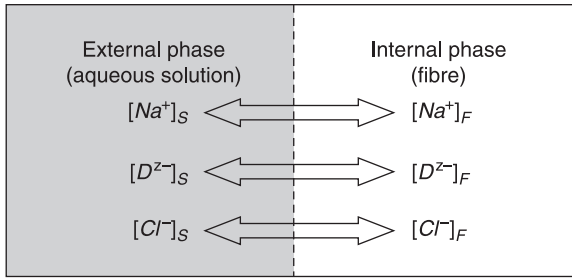 External phase
(aqueous solution)
Internal phase
(fibre)
[Na⁺]S [Na⁺]F
[Dᶻ⁻]S [Dᶻ⁻]F
[Cl⁻]S [Cl⁻]F